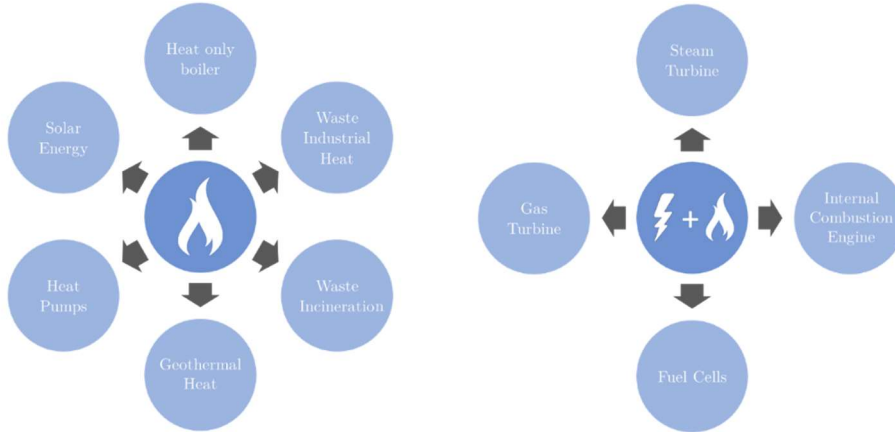 Heat only
boiler
Waste
Industrial
Heat
Waste
Incineration
Geothermal
Heat
Heat
Pumps
Solar
Energy
Steam
Turbine
Internal
Combustion
Engine
Fuel Cells
Gas
Turbine